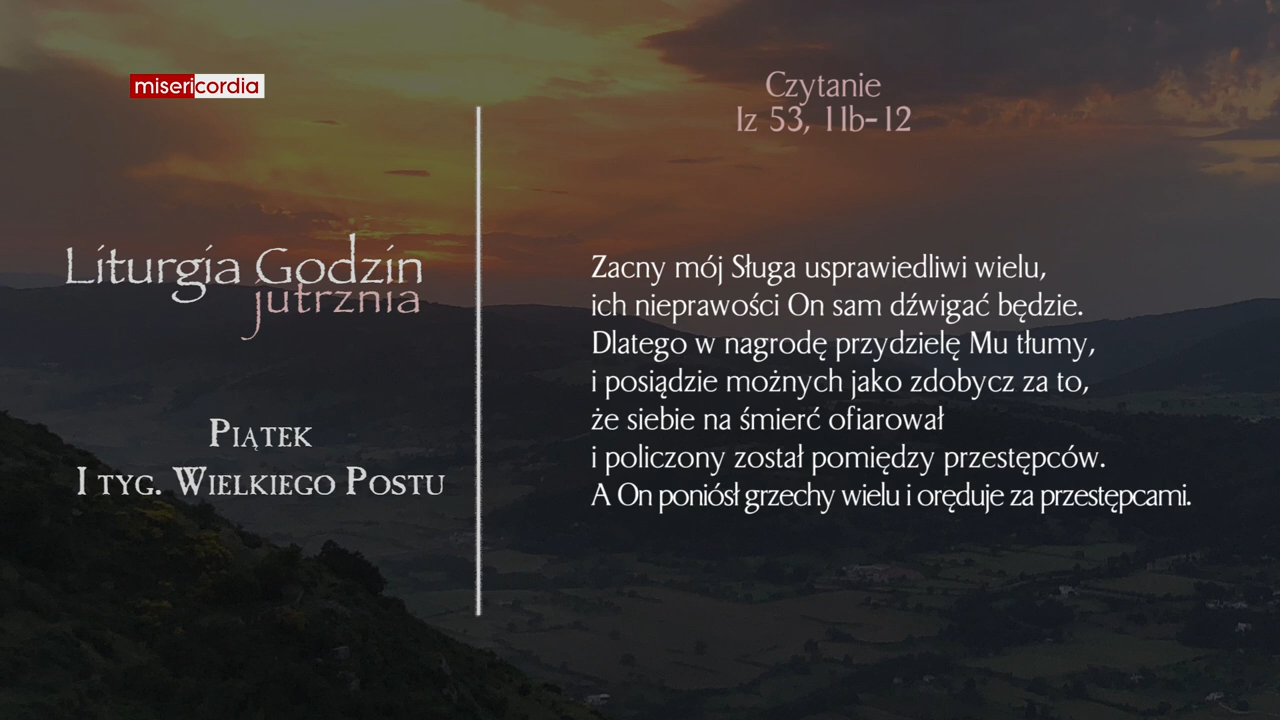 misericordia
Liturgia Godzin
jutrznia
Piątek
I tyg. Wielkiego Postu
Czytanie
Iz 53, 11b-12
Zacny mój Sługa usprawiedliwi wielu,
ich nieprawości On sam dźwigać będzie.
Dlatego w nagrodę przydzielę Mu tłumy,
i posiądzie możnych jako zdobycz za to,
że siebie na śmierć ofiarował
i policzony został pomiędzy przestępców.
A On poniósł grzechy wielu i oręduje za przestępcami.